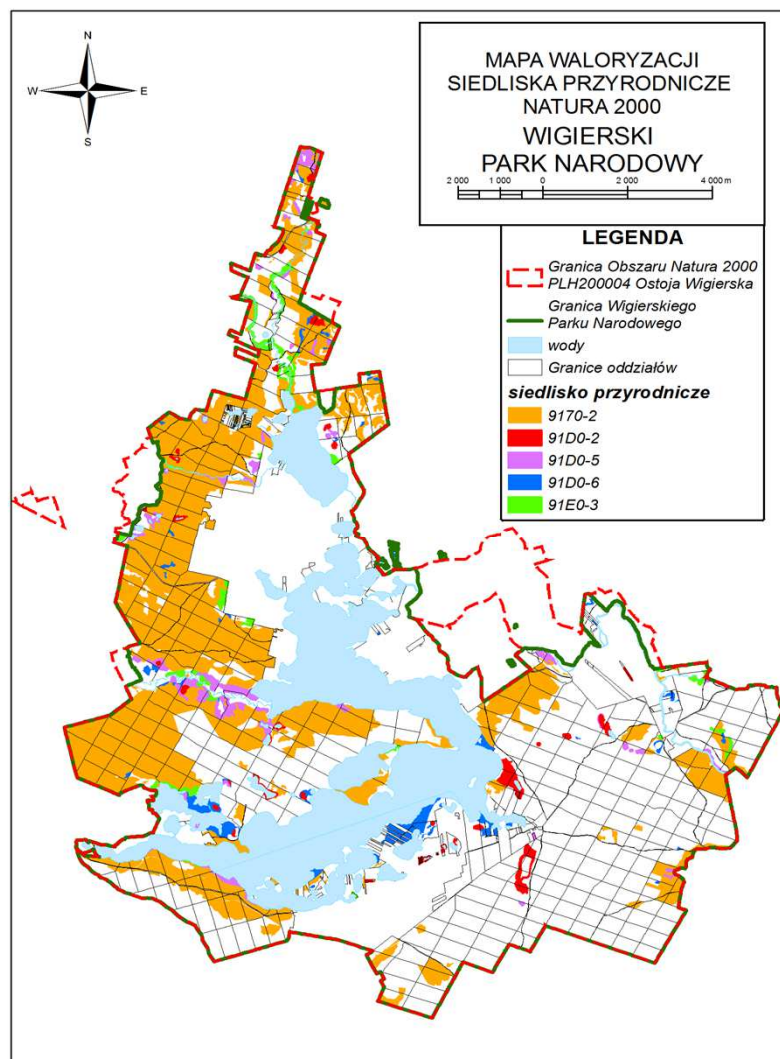 N
W E
S
MAPA WALORYZACJI
SIEDLISKA PRZYRODNICZE
NATURA 2000
WIGIERSKI
PARK NARODOWY
2 000 1 000 0 2 000 4 000 m
LEGENDA
Granica Obszaru Natura 2000
PLH200004 Ostoja Wigierska
Granica Wigierskiego
Parku Narodowego
wody
Granice oddziałów
siedlisko przyrodnicze
9170-2
91D0-2
91D0-5
91D0-6
91E0-3